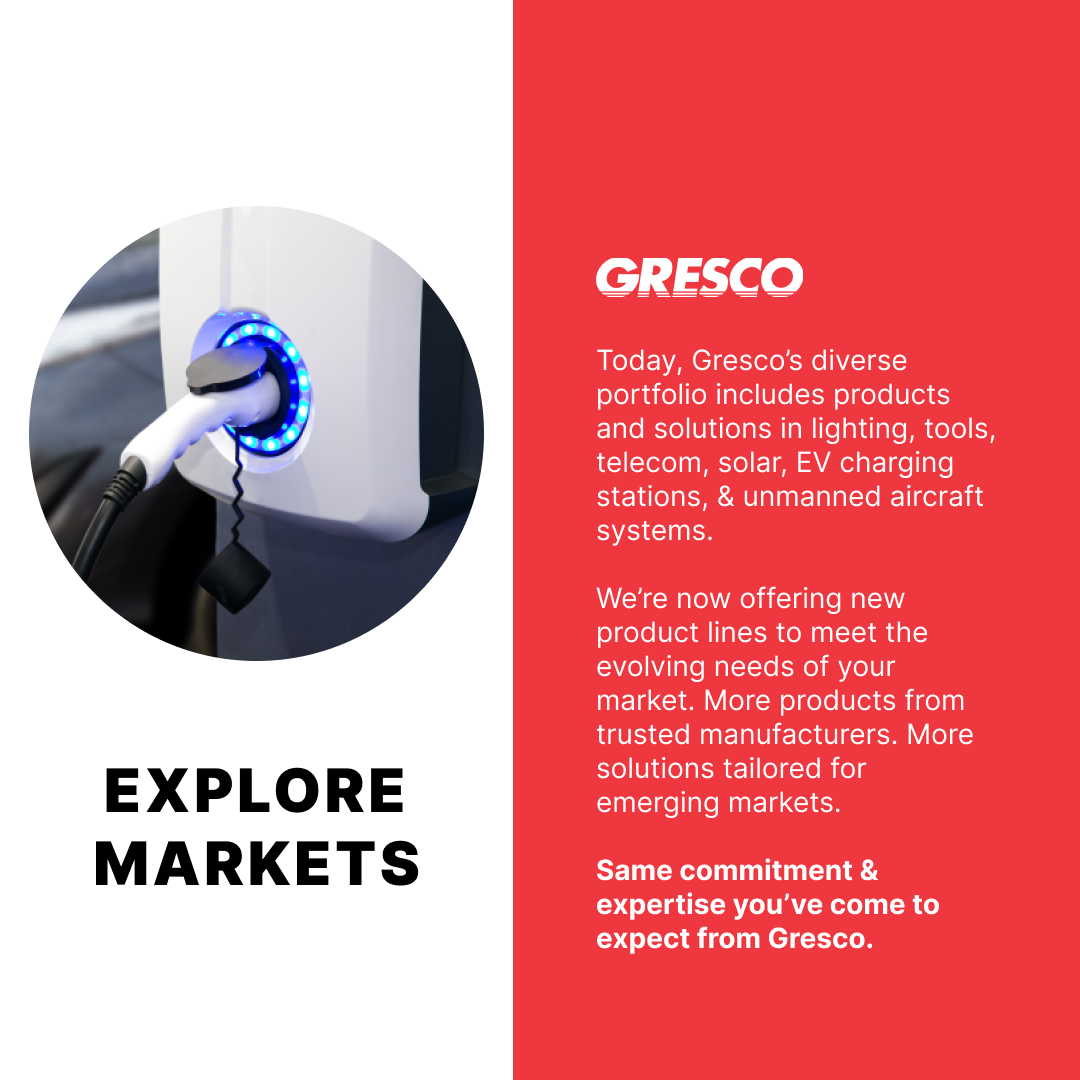 EXPLORE
MARKETS
GRESCO
Today, Gresco’s diverse
portfolio includes products
and solutions in lighting, tools,
telecom, solar, EV charging
stations, & unmanned aircraft
systems.
We’re now offering new
product lines to meet the
evolving needs of your
market. More products from
trusted manufacturers. More
solutions tailored for
emerging markets.
Same commitment &
expertise you’ve come to
expect from Gresco.